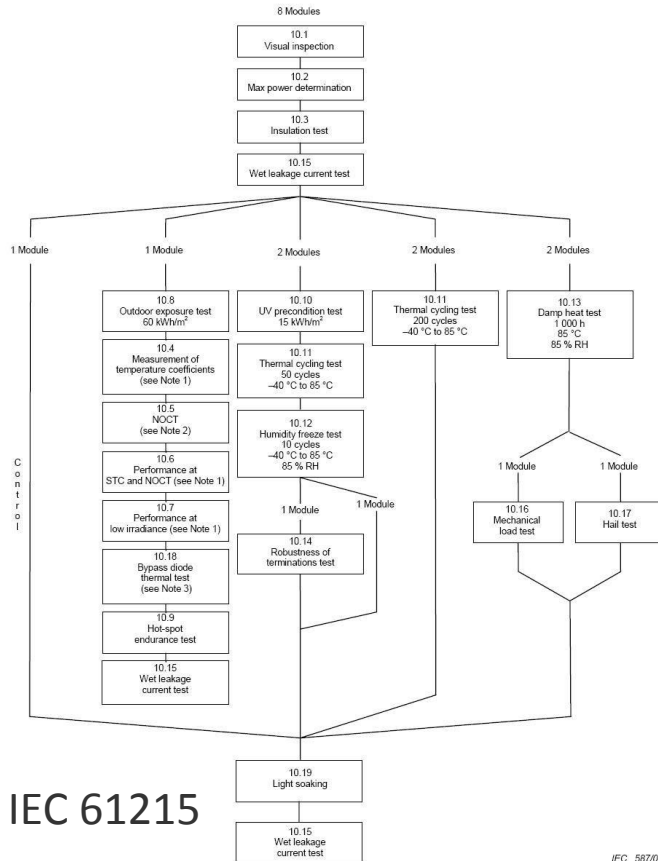 8 Modules
10.1
Visual inspection
10.2
Max power determination
10.3
Insulation test
10.15
Wet leakage current test
1 Module
1 Module
2 Modules
2 Modules
2 Modules
Control
10.8
Outdoor exposure test
60 kWh/m²
10.4
Measurement of
temperature coefficients
(see Note 1)
10.5
NOCT
(see Note 2)
10.6
Performance at
STC and NOCT (see Note 1)
10.7
Performance at
low irradiance (see Note 1)
10.18
Bypass diode
thermal test
(see Note 3)
10.9
Hot-spot
endurance test
10.15
Wet leakage
current test
10.10
UV precondition test
15 kWh/m²
10.11
Thermal cycling test
50 cycles
–40 °C to 85 °C
10.12
Humidity freeze test
10 cycles
–40 °C to 85 °C
85 % RH
1 Module
1 Module
10.14
Robustness of
terminations test
10.11
Thermal cycling test
200 cycles
–40 °C to 85 °C
10.13
Damp heat test
1 000 h
85 °C
85 % RH
1 Module
1 Module
10.16
Mechanical
load test
10.17
Hail test
10.19
Light soaking
10.15
Wet leakage
current test
IEC 61215